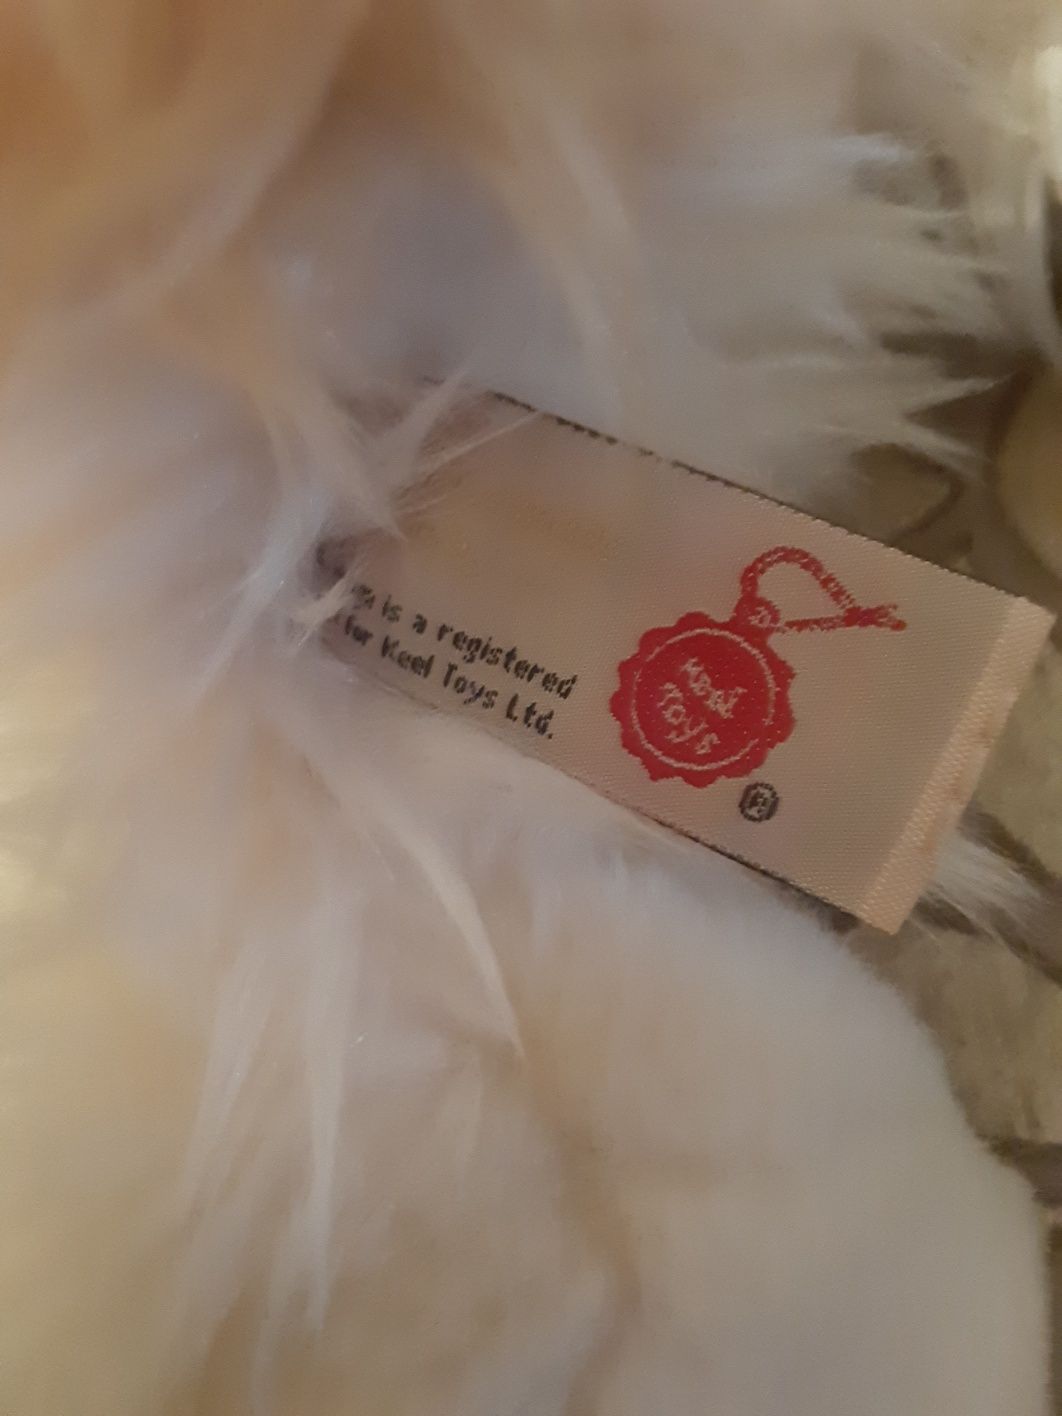 is a registered
for Keel Toys Ltd.
Keel
Toys
®